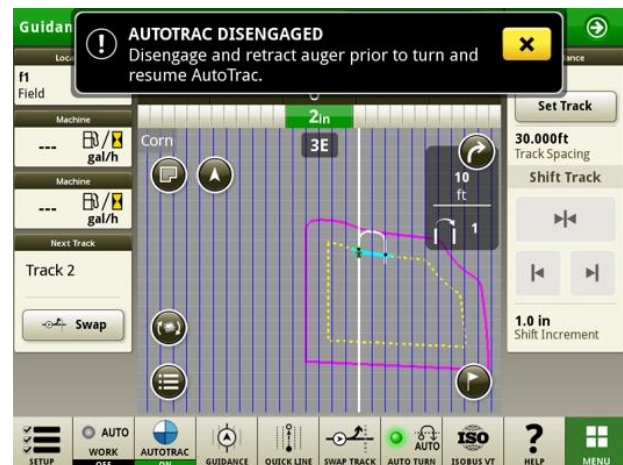 Guidan
AUTOTRAC DISENGAGED
Disengage and retract auger prior to turn and
resume AutoTrac.
Loca
ance
f1
Field
2in
Set Track
Machine
Corn
3E
30.000ft
Track Spacing
---
gal/h
10
ft
Shift Track
Machine
---
gal/h
1
Next Track
Track 2
Swap
1.0 in
Shift Increment
AUTO
AUTO
ISO
?
SETUP
WORK
OFF
AUTOTRAC
ON
GUIDANCE
QUICK LINE
SWAP TRACK
AUTO TURN
ISOBUS VT
HELP
MENU